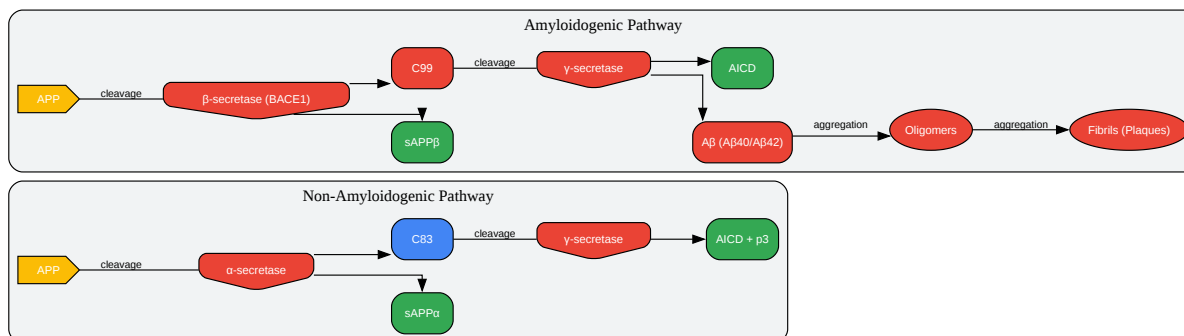 Amyloidogenic Pathway
APP
cleavage
β-secretase (BACE1)
C99
sAPPβ
cleavage
γ-secretase
AICD
Aβ (Aβ40/Aβ42)
aggregation
Oligomers
aggregation
Fibrils (Plaques)
Non-Amyloidogenic Pathway
APP
cleavage
α-secretase
C83
sAPPα
cleavage
γ-secretase
AICD + p3